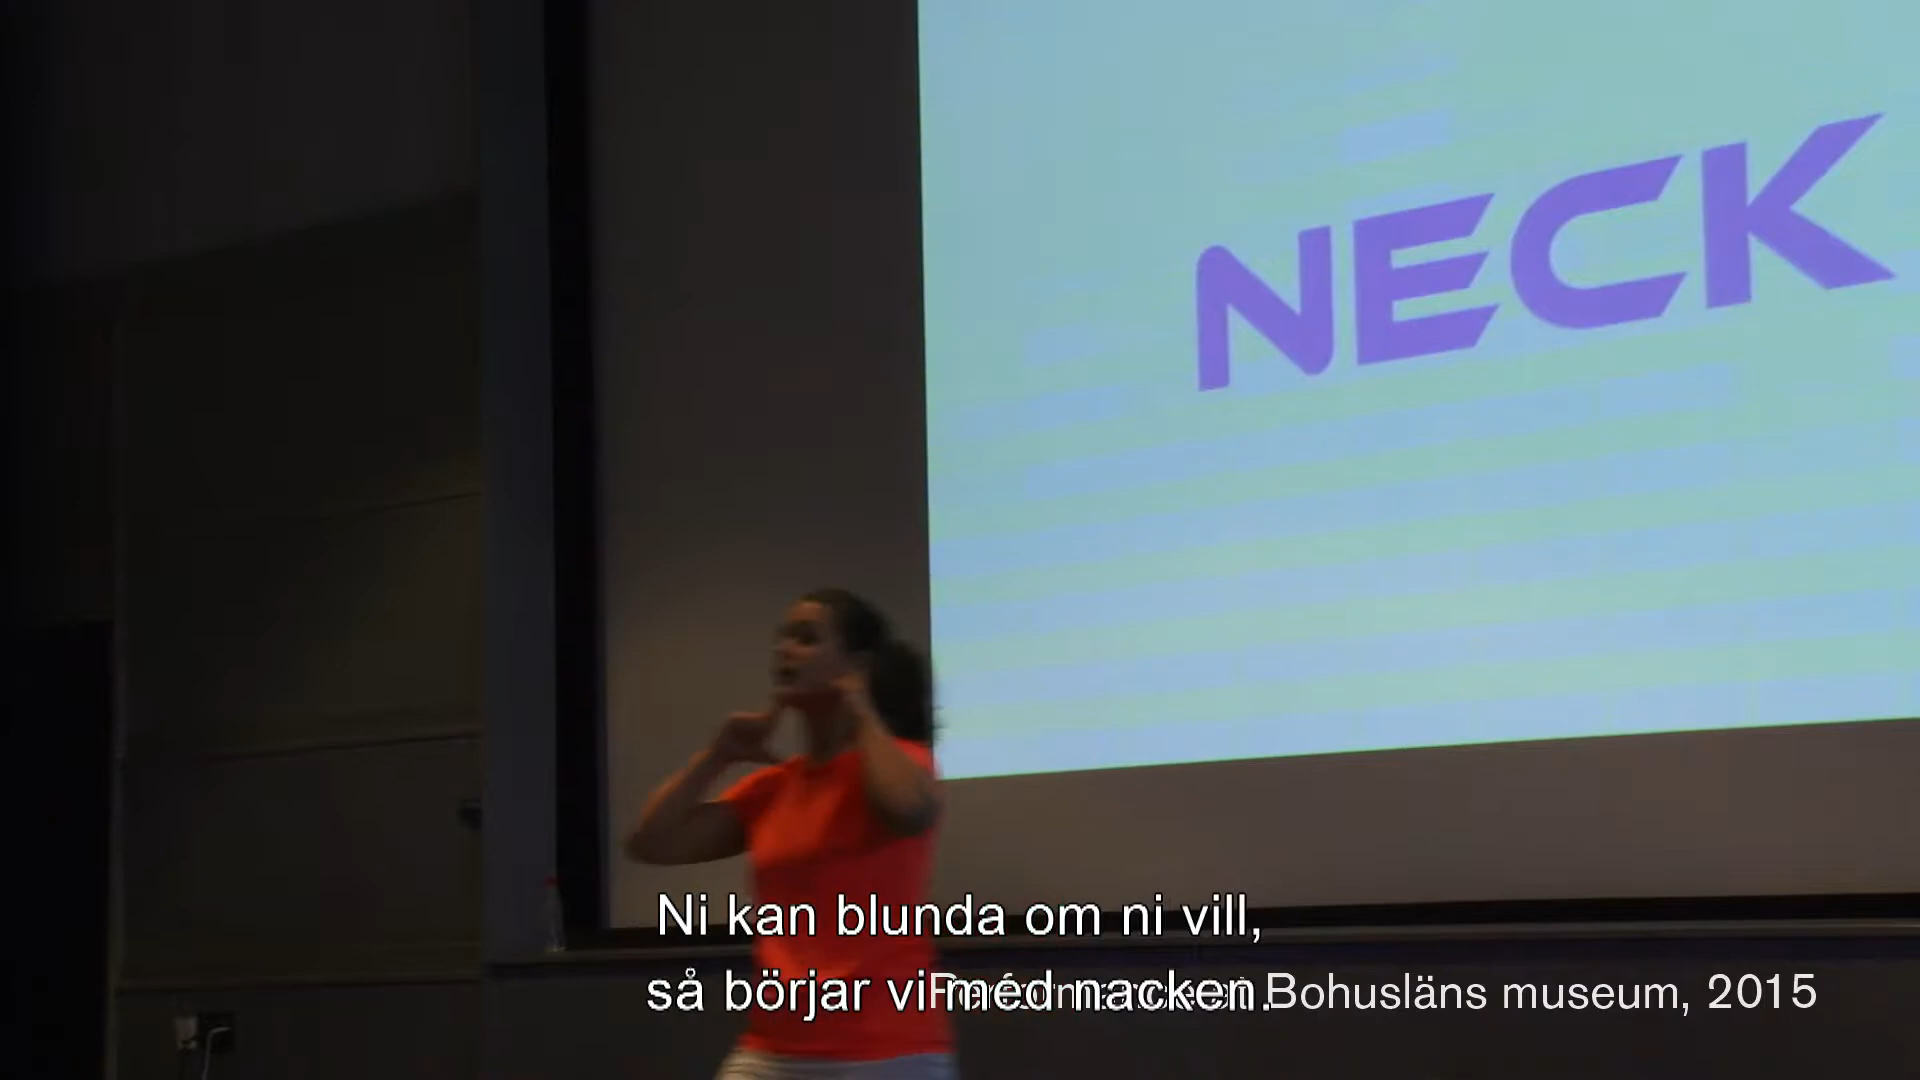 NECK
Ni kan blunda om ni vill,
så börjar vi med nacken.
Bohusläns museum, 2015